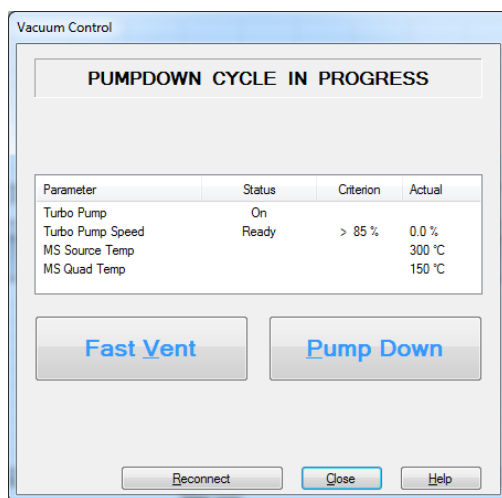 Vacuum Control
PUMPDOWN CYCLE IN PROGRESS
Parameter Status Criterion Actual
Turbo Pump On
Turbo Pump Speed Ready > 85 % 0.0 %
MS Source Temp 300 °C
MS Quad Temp 150 °C
Fast Vent Pump Down
Reconnect Close Help